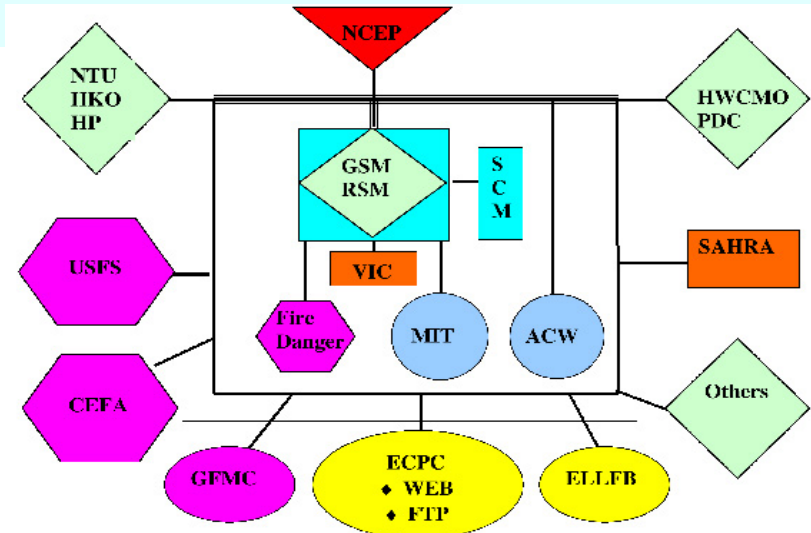 NCEP
NTU
IIKO
HP
HWCMO
PDC
GSM
RSM
S
C
M
USFS
VIC
SAHRA
Fire
Danger
MIT
ACW
CEFA
Others
GFMC
ECPC
♦ WEB
♦ FTP
ELLFB